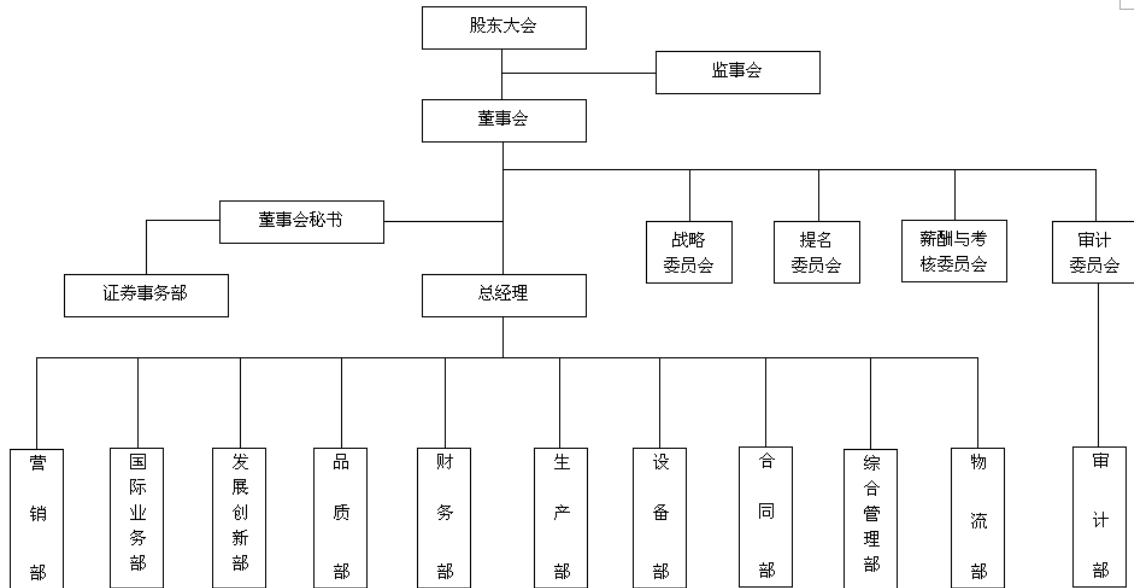 股东大会
监事会
董事会
董事会秘书
战略
委员会
提名
委员会
薪酬与考
核委员会
审计
委员会
证券事务部
总经理
营销部
国际业务部
发展创新部
品质部
财务部
生产部
设备部
合同部
综合管理部
物流部
审计部